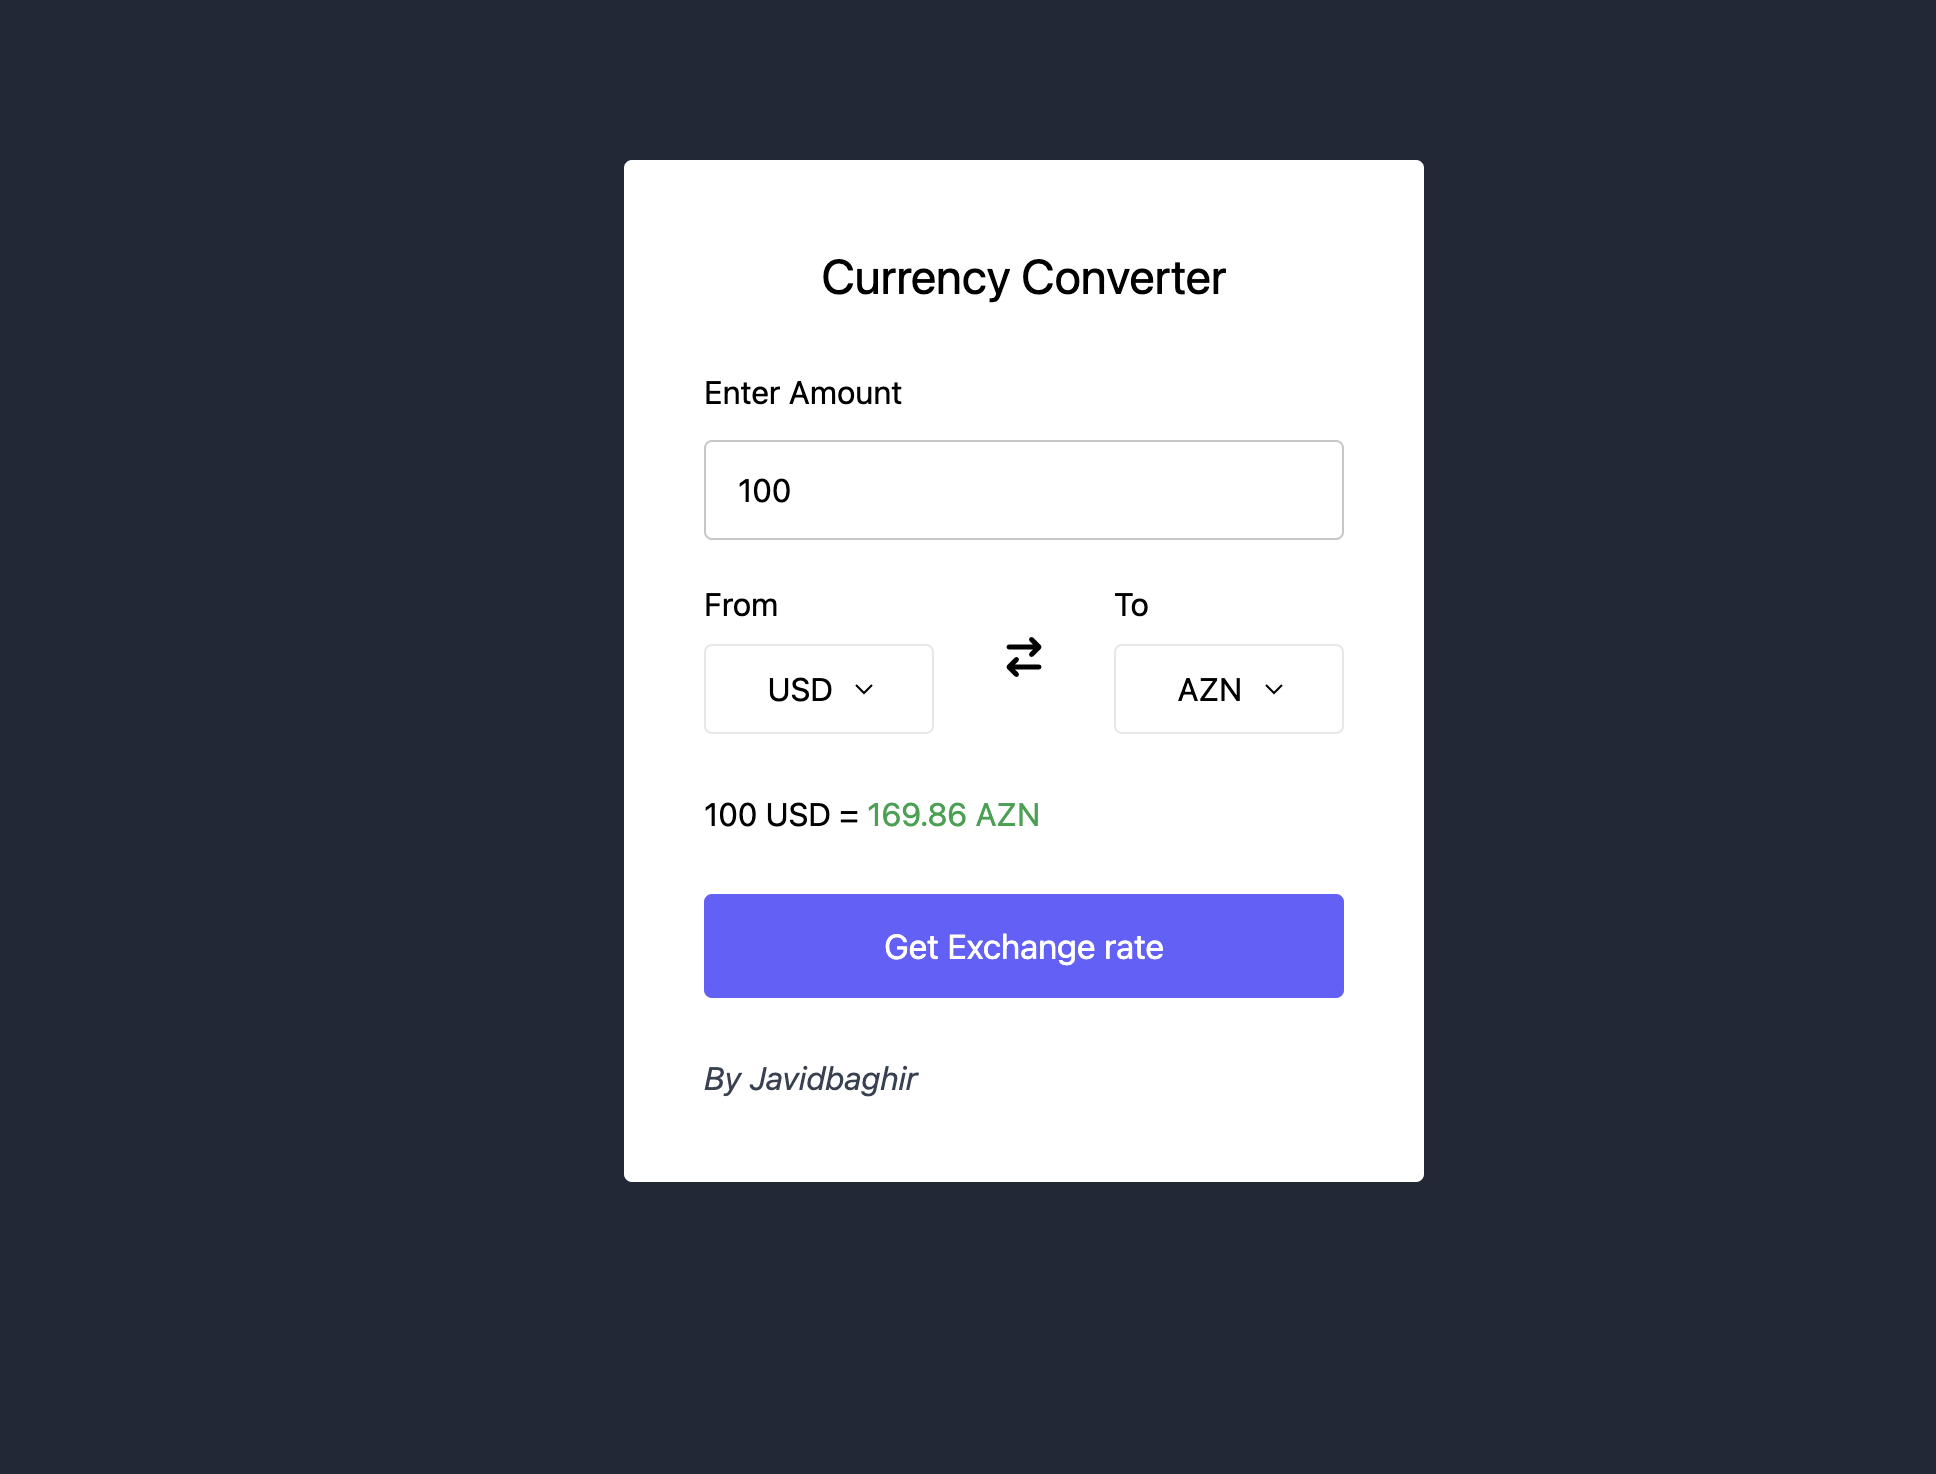 Currency Converter
Enter Amount
100
From
To
USD
AZN
100 USD = 169.86 AZN
Get Exchange rate
By Javidbaghir